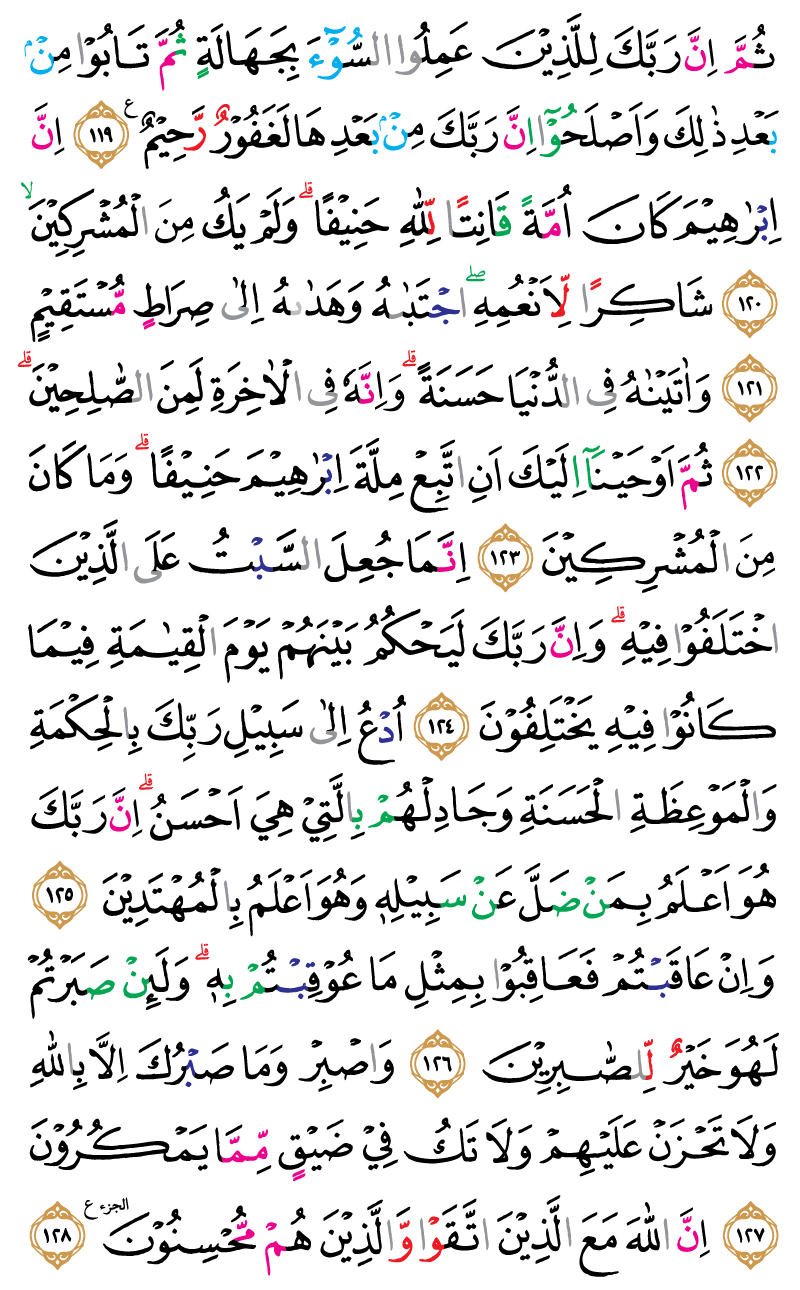 ثُمَّ اِنَّ رَبَّكَ لِلَّذِيْنَ عَمِلُوا السُّوْٓءَ بِجَهَالَةٍ ثُمَّ تَابُوْا مِنْۢ
بَعْدِ ذٰلِكَ وَاَصْلَحُوْٓا اِنَّ رَبَّكَ مِنْۢ بَعْدِهَا لَغَفُوْرٌ رَّحِيْمٌ ࣖ ١١٩ اِنَّ
اِبْرٰهِيْمَ كَانَ اُمَّةً قَانِتًا لِّلّٰهِ حَنِيْفًاۗ وَلَمْ يَكُ مِنَ الْمُشْرِكِيْنَۙ
١٢٠ شَاكِرًا لِّاَنْعُمِهِۖ اجْتَبٰىهُ وَهَدٰىهُ اِلٰى صِرَاطٍ مُّسْتَقِيْمٍ
١٢١ وَاٰتَيْنٰهُ فِى الدُّنْيَا حَسَنَةًۗ وَاِنَّهٗ فِى الْاٰخِرَةِ لَمِنَ الصّٰلِحِيْنَۗ
١٢٢ ثُمَّ اَوْحَيْنَآ اِلَيْكَ اَنِ اتَّبِعْ مِلَّةَ اِبْرٰهِيْمَ حَنِيْفًاۗ وَمَا كَانَ
مِنَ الْمُشْرِكِيْنَ ١٢٣ اِنَّمَا جُعِلَ السَّبْتُ عَلَى الَّذِيْنَ
اخْتَلَفُوْا فِيْهِۗ وَاِنَّ رَبَّكَ لَيَحْكُمُ بَيْنَهُمْ يَوْمَ الْقِيٰمَةِ فِيْمَا
كَانُوْا فِيْهِ يَخْتَلِفُوْنَ ١٢٤ اُدْعُ اِلٰى سَبِيْلِ رَبِّكَ بِالْحِكْمَةِ
وَالْمَوْعِظَةِ الْحَسَنَةِ وَجَادِلْهُمْ بِالَّتِيْ هِيَ اَحْسَنُۗ اِنَّ رَبَّكَ
هُوَ اَعْلَمُ بِمَنْ ضَلَّ عَنْ سَبِيْلِهٖ وَهُوَ اَعْلَمُ بِالْمُهْتَدِيْنَ ١٢٥
وَاِنْ عَاقَبْتُمْ فَعَاقِبُوْا بِمِثْلِ مَا عُوْقِبْتُمْ بِهٖۗ وَلَىِٕنْ صَبَرْتُمْ
لَهُوَ خَيْرٌ لِّلصّٰبِرِيْنَ ١٢٦ وَاصْبِرْ وَمَا صَبْرُكَ اِلَّا بِاللّٰهِ
وَلَا تَحْزَنْ عَلَيْهِمْ وَلَا تَكُ فِيْ ضَيْقٍ مِّمَّا يَمْكُرُوْنَ
١٢٧ اِنَّ اللّٰهَ مَعَ الَّذِيْنَ اتَّقَوْا وَّالَّذِيْنَ هُمْ مُّحْسِنُوْنَ الجزء ࣖ ١٢٨